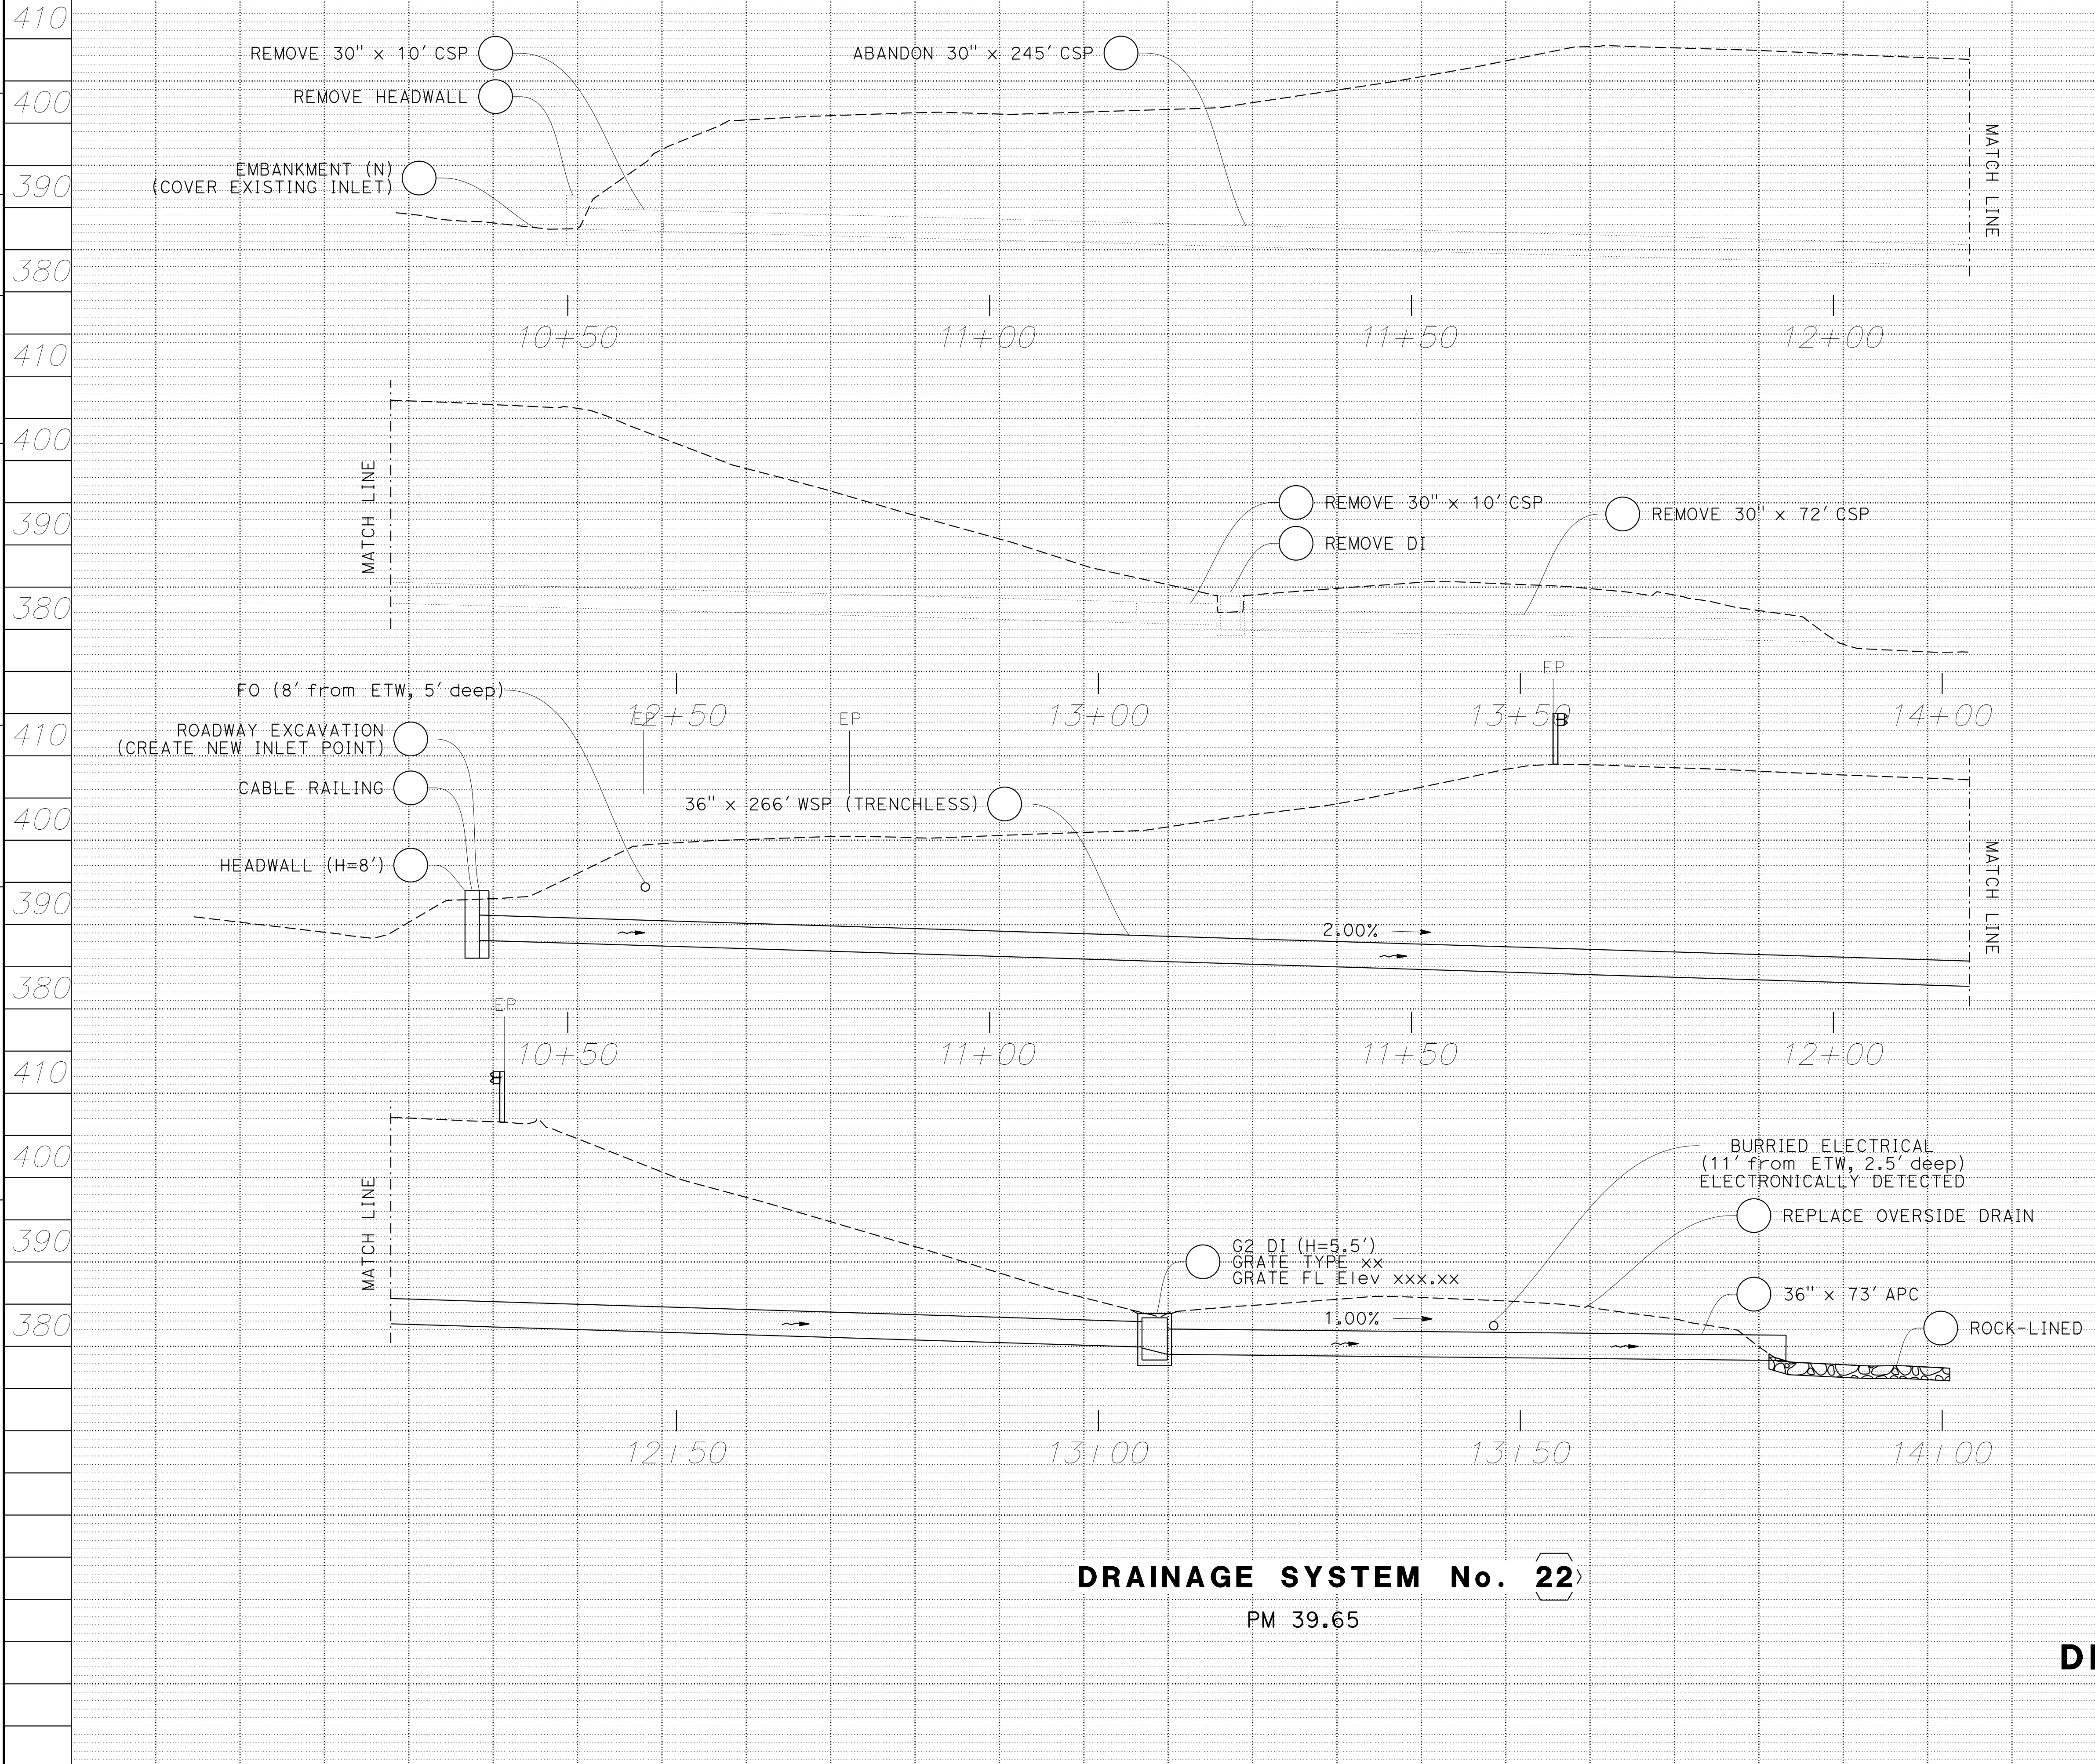 410
REMOVE 30" x 10' CSP
ABANDON 30" x 245' CSP
REMOVE HEADWALL
400
EMBANKMENT (N)
(COVER EXISTING INLET)
390
MATCH LINE
380
10+50
11+00
11+50
12+00
410
400
MATCH LINE
390
REMOVE 30" x 10' CSP
REMOVE 30" x 72' CSP
REMOVE DI
380
EP
FO (8' from ETW, 5' deep)
12+50
13+00
13+50
14+00
EP
EP
410
ROADWAY EXCAVATION
(CREATE NEW INLET POINT)
CABLE RAILING
36" x 266' WSP (TRENCHLESS)
400
HEADWALL (H=8')
MATCH LINE
390
2.00%
380
EP
10+50
11+00
11+50
12+00
410
400
BURRIED ELECTRICAL
(11' from ETW, 2.5' deep)
ELECTRONICALLY DETECTED
MATCH LINE
REPLACE OVERSIDE DRAIN
390
G2 DI (H=5.5')
GRATE TYPE xx
GRATE FL Elev xxx.xx
36" x 73' APC
380
1.00%
ROCK-LINED
12+50
13+00
13+50
14+00
DRAINAGE SYSTEM No. 22
PM 39.65